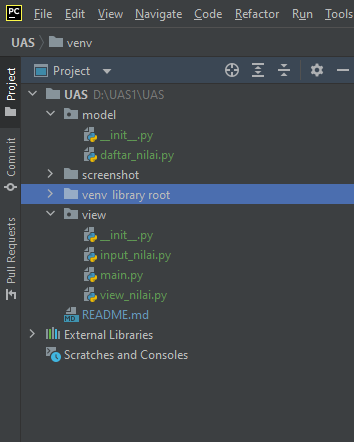 PC File Edit View Navigate Code Refactor Run
UAS venv
Project
UAS D:\UAS1\UAS
model
__init__.py
daftar_nilai.py
screenshot
venv library root
view
__init__.py
input_nilai.py
main.py
view_nilai.py
MD README.md
External Libraries
Scratches and Consoles
Project
Commit
Pull Requests